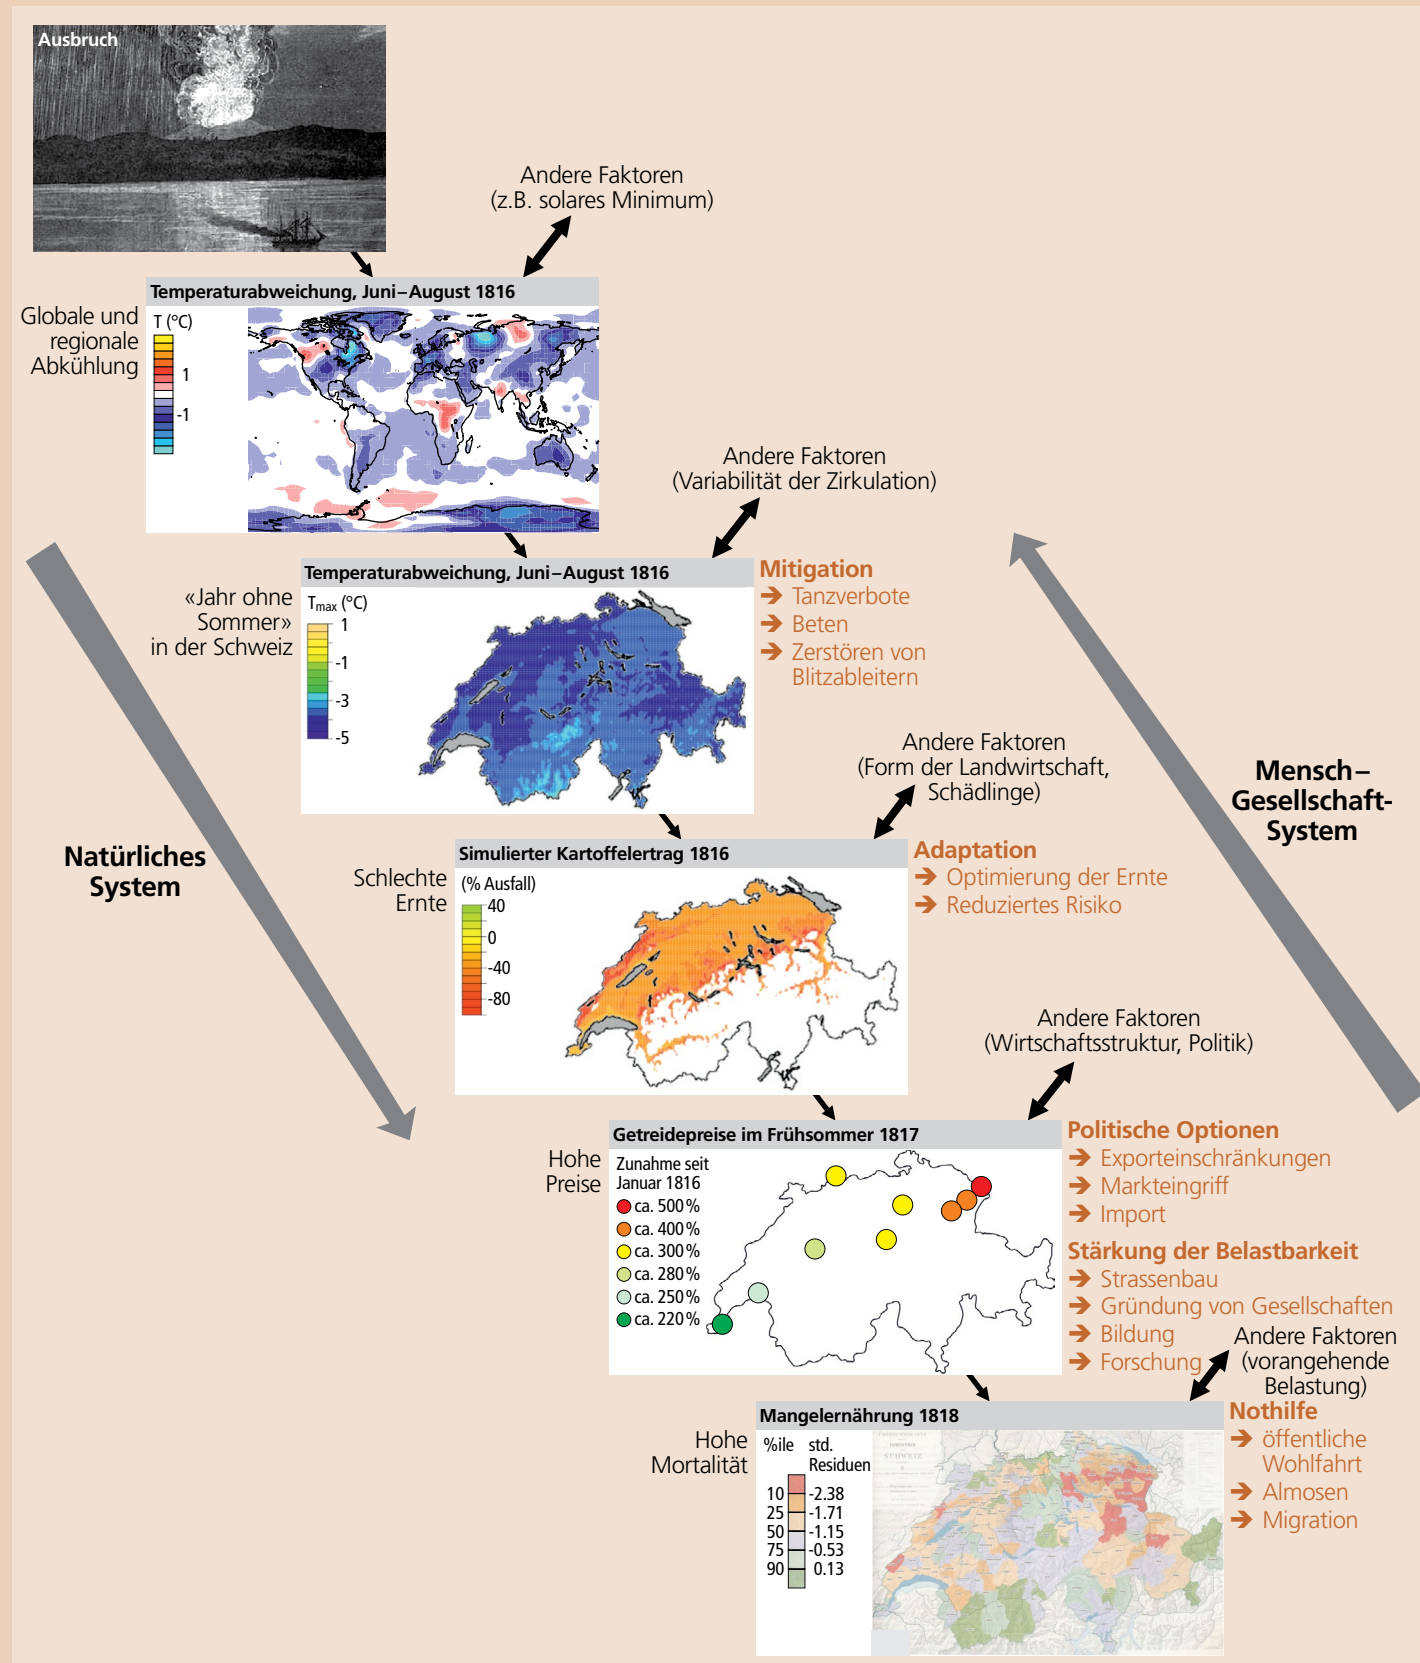 Ausbruch
Andere Faktoren
(z.B. solares Minimum)
Temperaturabweichung, Juni–August 1816
Globale und
regionale
Abkühlung
T (°C)
1
-1
Andere Faktoren
(Variabilität der Zirkulation)
Temperaturabweichung, Juni–August 1816
«Jahr ohne
Sommer»
in der Schweiz
Tmax (°C)
1
-1
-3
-5
Mitigation
➔ Tanzverbote
➔ Beten
➔ Zerstören von
Blitzableitern
Andere Faktoren
(Form der Landwirtschaft,
Schädlinge)
Mensch–
Gesellschaft-
System
Natürliches
System
Simulierter Kartoffelertrag 1816
Schlechte
Ernte
(% Ausfall)
40
0
-40
-80
Adaptation
➔ Optimierung der Ernte
➔ Reduziertes Risiko
Andere Faktoren
(Wirtschaftsstruktur, Politik)
Getreidepreise im Frühsommer 1817
Hohe
Preise
Zunahme seit
Januar 1816
ca. 500%
ca. 400%
ca. 300%
ca. 280%
ca. 250%
ca. 220%
Politische Optionen
➔ Exporteinschränkungen
➔ Markteingriff
➔ Import
Stärkung der Belastbarkeit
➔ Strassenbau
➔ Gründung von Gesellschaften
➔ Bildung
➔ Forschung
Andere Faktoren
(vorangehende
Belastung)
Mangelernährung 1818
Hohe
Mortalität
%ile std.
Residuen
10 -2.38
25 -1.71
50 -1.15
75 -0.53
90 0.13
INDUSTRIE
SCHWEIZ
Nothilfe
➔ öffentliche
Wohlfahrt
➔ Almosen
➔ Migration